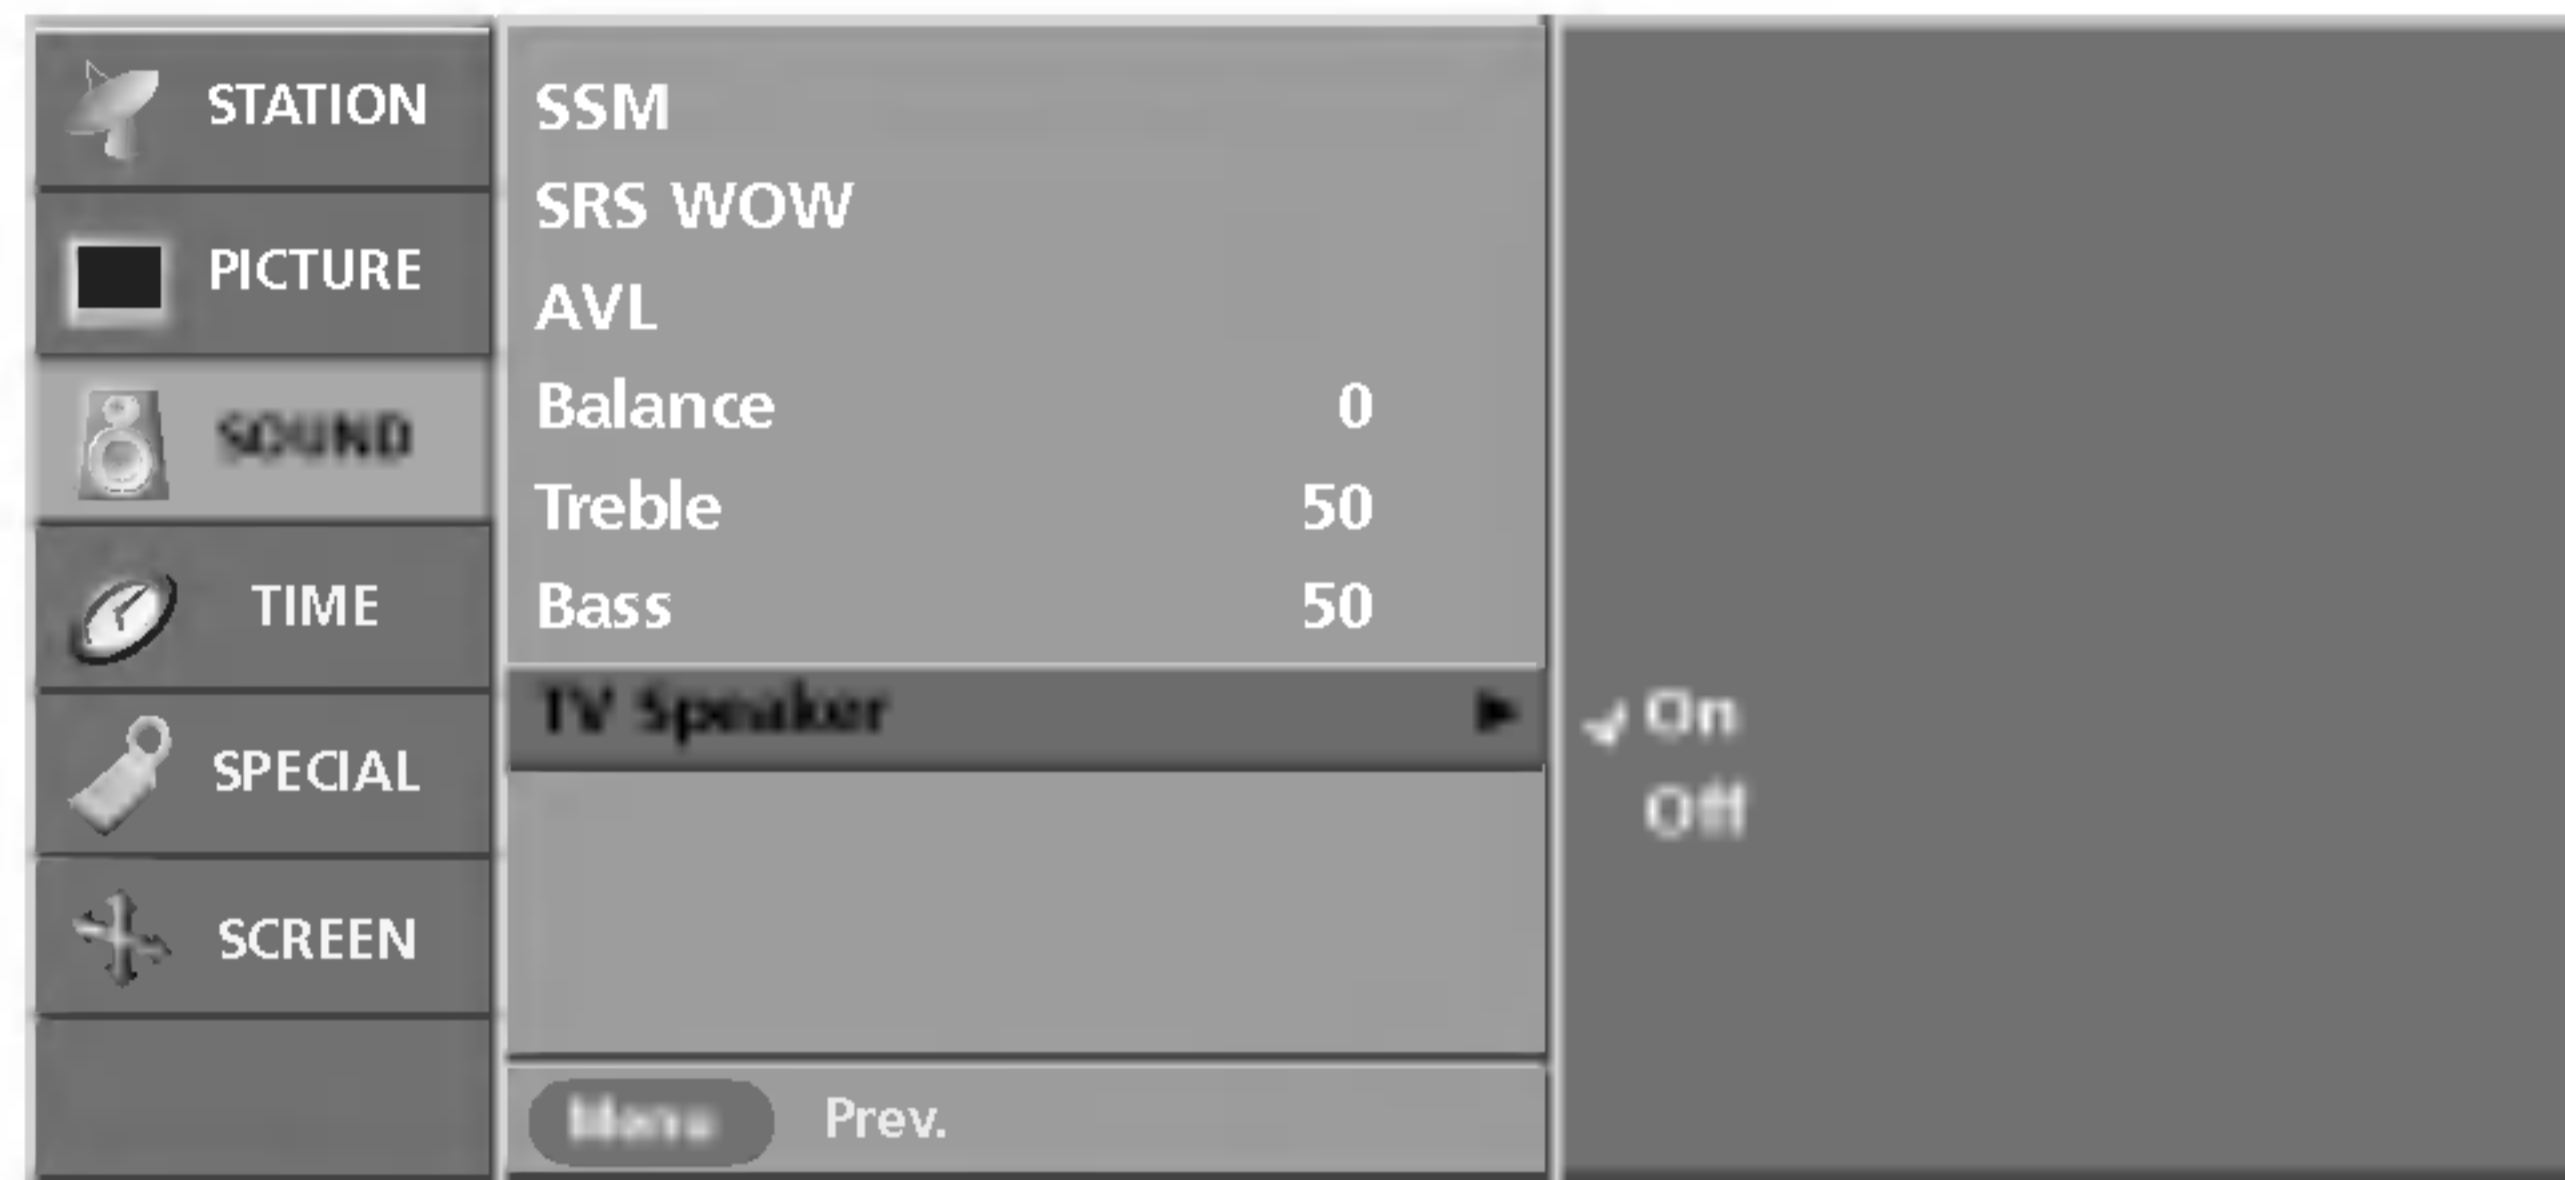 STATION
PICTURE
SOUND
TIME
SPECIAL
SCREEN
SSM
SRS WOW
AVL
Balance 0
Treble 50
Bass 50
TV Speaker ▶
✔ On
Off
Menu Prev.